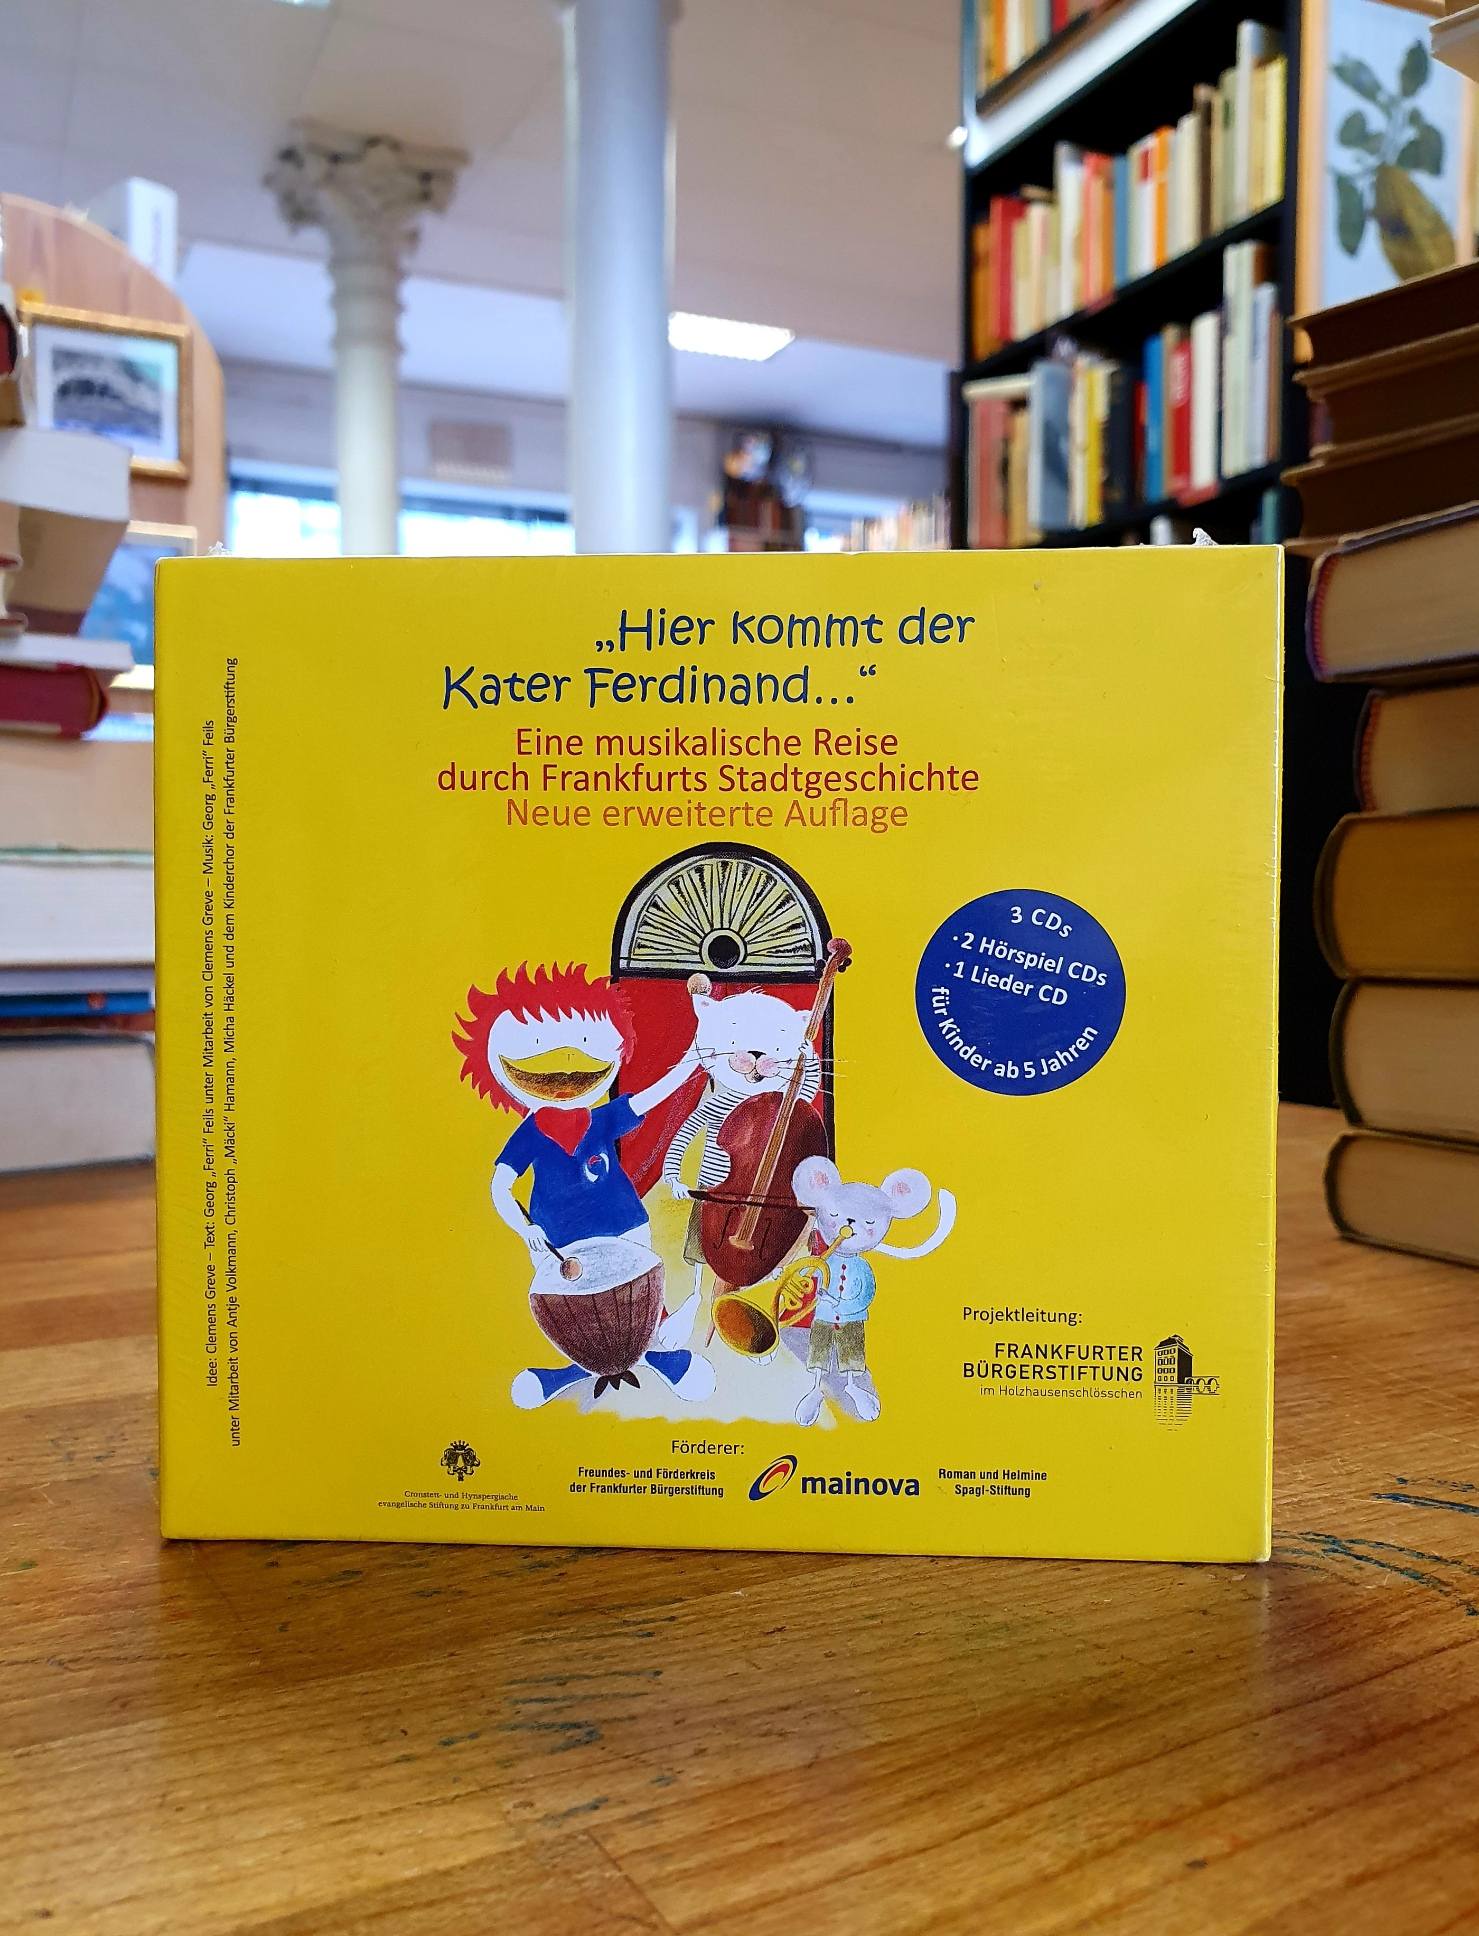 „Hier kommt der
Kater Ferdinand...“
Eine musikalische Reise
durch Frankfurts Stadtgeschichte
Neue erweiterte Auflage
3 CDs
· 2 Hörspiel CDs
· 1 Lieder CD
für Kinder ab 5 Jahren
Idee: Clemens Greve – Text: Georg „Ferri“ Feils unter Mitarbeit von Clemens Greve – Musik: Georg „Ferri“ Feils
unter Mitarbeit von Antje Volkmann, Christoph „Mäcki“ Hamann, Micha Häckel und dem Kinderchor der Frankfurter Bürgerstiftung
Projektleitung:
FRANKFURTER
BÜRGERSTIFTUNG
im Holzhausenschlösschen
Förderer:
Cronstett- und Hynspergische
evangelische Stiftung zu Frankfurt am Main
Freundes- und Förderkreis
der Frankfurter Bürgerstiftung
mainova
Roman und Helmine
Spagl-Stiftung